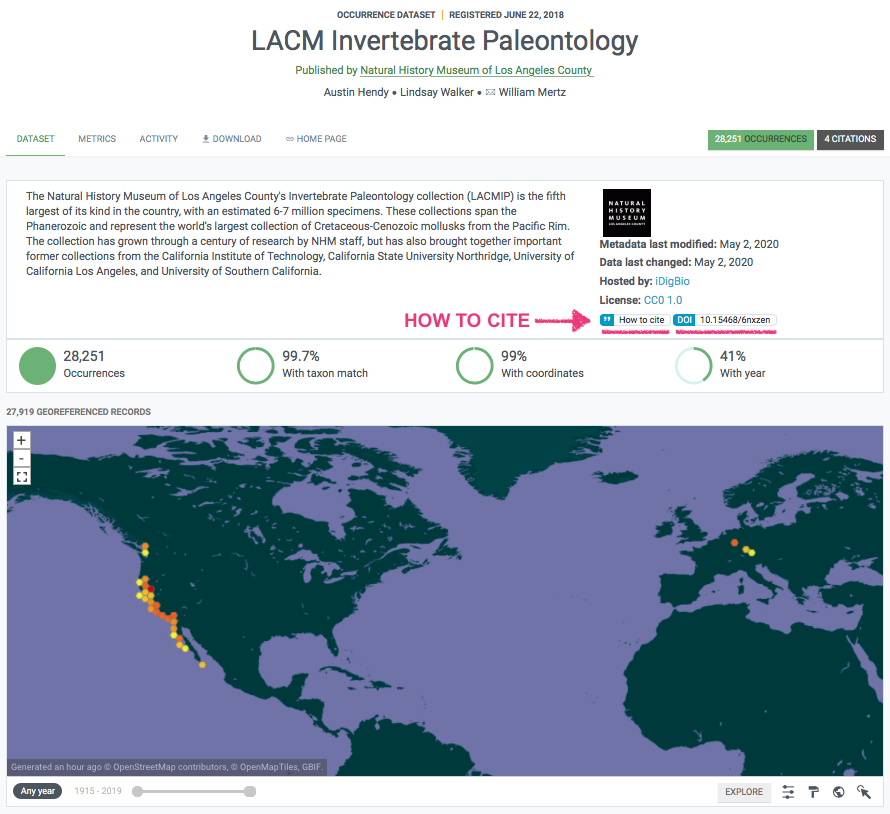 OCCURRENCE DATASET | REGISTERED JUNE 22, 2018
LACM Invertebrate Paleontology
Published by Natural History Museum of Los Angeles County
Austin Hendy • Lindsay Walker • William Mertz
DATASET METRICS ACTIVITY DOWNLOAD HOME PAGE 28,251 OCCURRENCES 4 CITATIONS
The Natural History Museum of Los Angeles County's Invertebrate Paleontology collection (LACMIP) is the fifth
largest of its kind in the country, with an estimated 6-7 million specimens. These collections span the
Phanerozoic and represent the world's largest collection of Cretaceous-Cenozoic mollusks from the Pacific Rim.
The collection has grown through a century of research by NHM staff, but has also brought together important
former collections from the California Institute of Technology, California State University Northridge, University of
California Los Angeles, and University of Southern California.
NATURAL
HISTORY
MUSEUM
LOS ANGELES COUNTY
Metadata last modified: May 2, 2020
Data last changed: May 2, 2020
Hosted by: iDigBio
License: CC0 1.0
HOW TO CITE
How to cite DOI 10.15468/6nxzen
28,251
Occurrences
99.7%
With taxon match
99%
With coordinates
41%
With year
27,919 GEOREFERENCED RECORDS
+
-
Generated an hour ago © OpenStreetMap contributors, © OpenMapTiles, GBIF.
Any year 1915 - 2019
EXPLORE